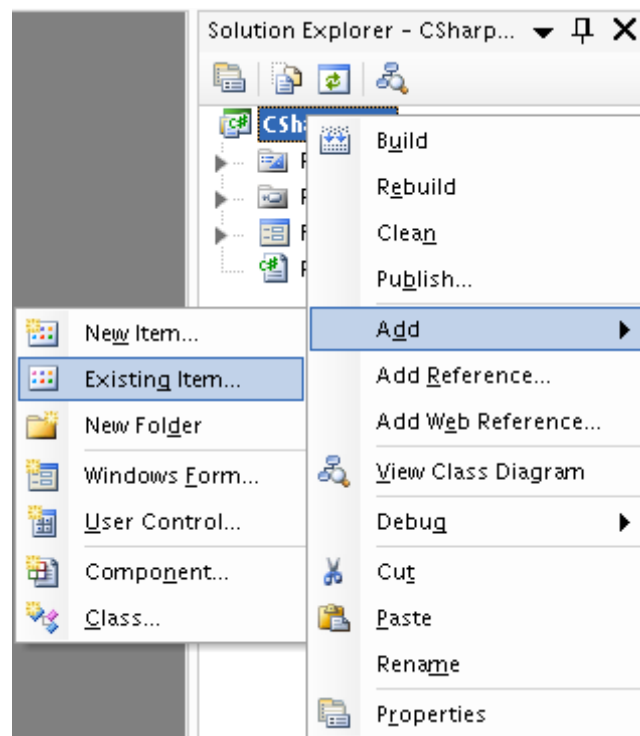 Solution Explorer - CSharp...
Build
Rebuild
Clean
Publish...
Add
Add Reference...
Add Web Reference...
View Class Diagram
Debug
Cut
Paste
Rename
Properties
New Item...
Existing Item...
New Folder
Windows Form...
User Control...
Component...
Class...